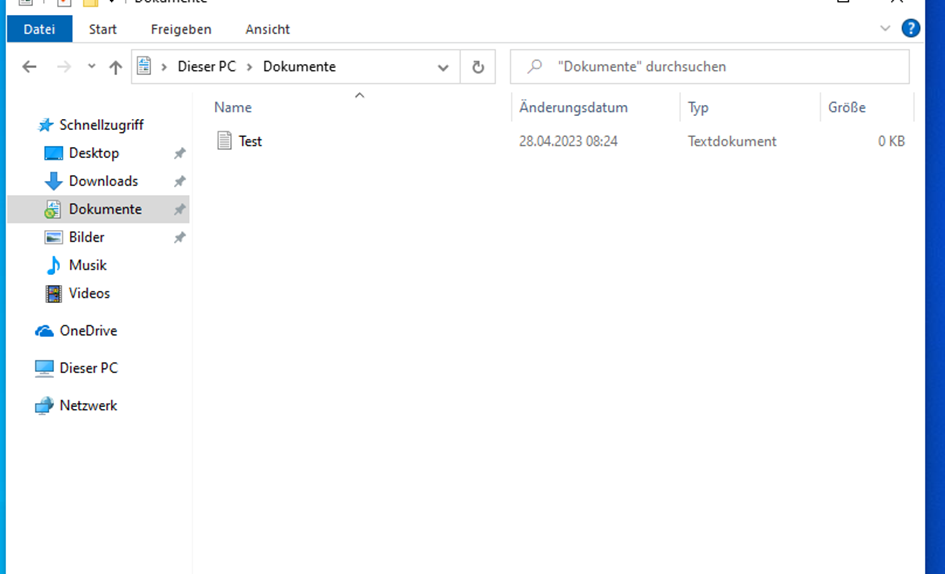 Dokumente
Datei Start Freigeben Ansicht ?
Dieser PC > Dokumente "Dokumente" durchsuchen
Name Änderungsdatum Typ Größe
Test 28.04.2023 08:24 Textdokument 0 KB
Schnellzugriff
Desktop
Downloads
Dokumente
Bilder
Musik
Videos
OneDrive
Dieser PC
Netzwerk